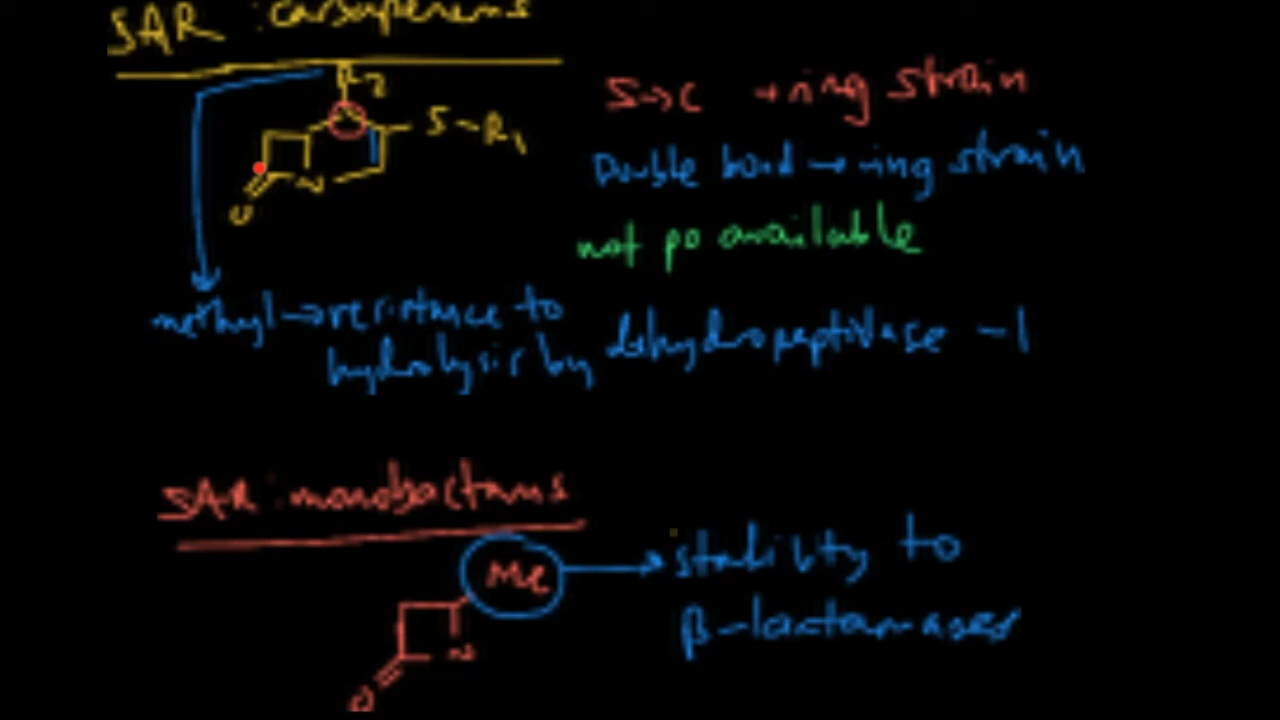 SAR : carbapenems
R2
S - R1
N
O
S → C → ring strain
Double bond → ring strain
not po available
methyl → resistance to
hydrolysis by dehydropeptidase - 1
SAR : monobactams
Me → stability to
β - lactamases
N
O